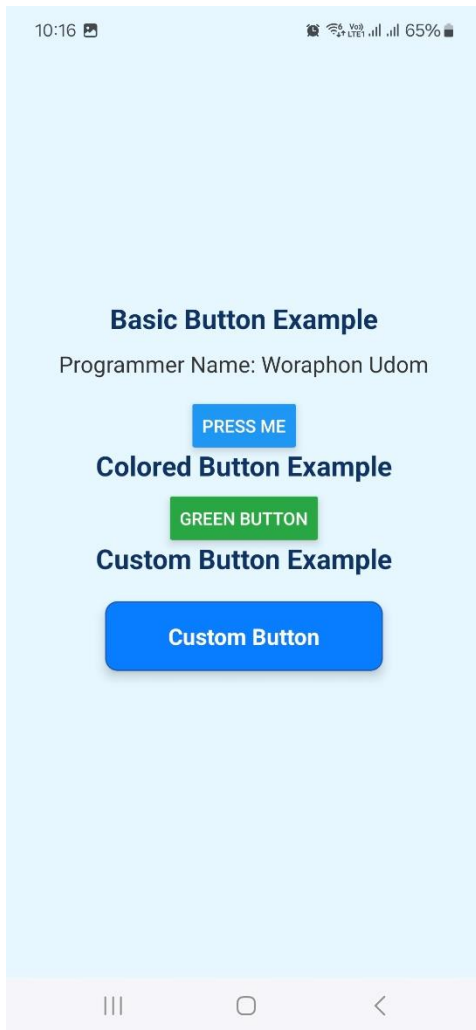 10:16
65%
Basic Button Example
Programmer Name: Woraphon Udom
PRESS ME
Colored Button Example
GREEN BUTTON
Custom Button Example
Custom Button